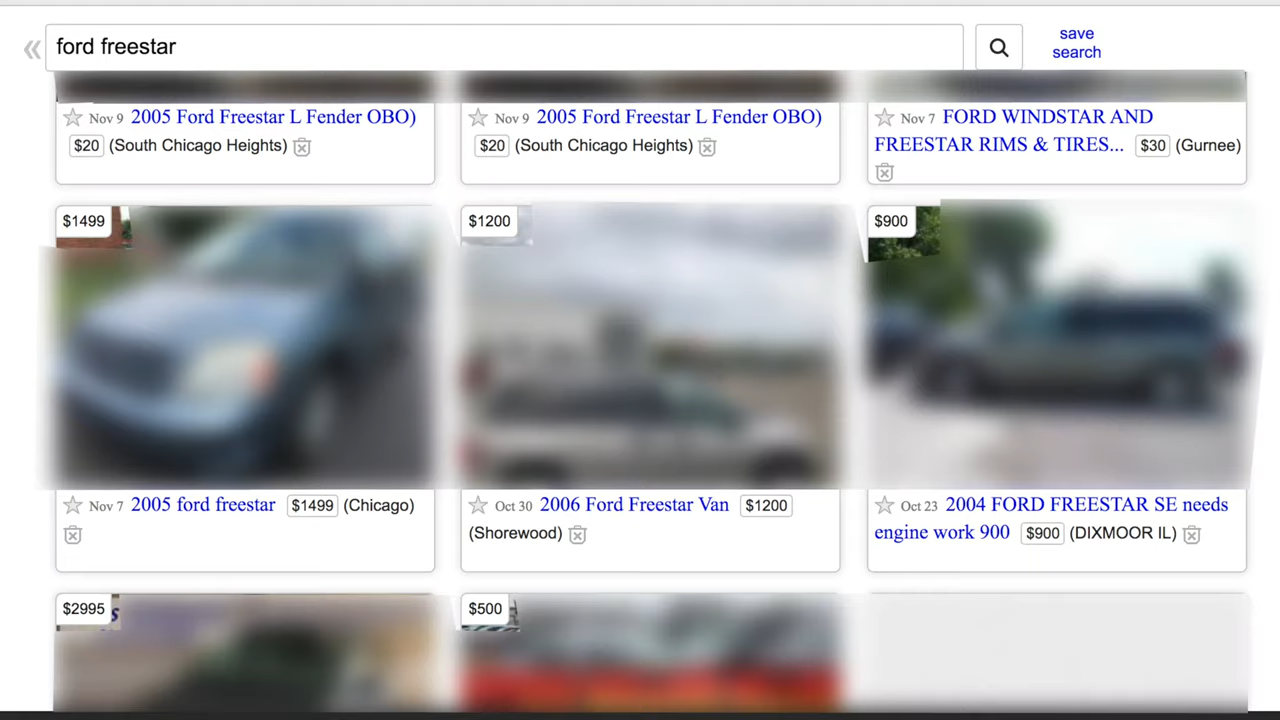 «
ford freestar
save
search
Nov 9 2005 Ford Freestar L Fender OBO)
$20 (South Chicago Heights)
Nov 9 2005 Ford Freestar L Fender OBO)
$20 (South Chicago Heights)
Nov 7 FORD WINDSTAR AND
FREESTAR RIMS & TIRES... $30 (Gurnee)
$1499
$1200
$900
Nov 7 2005 ford freestar $1499 (Chicago)
Oct 30 2006 Ford Freestar Van $1200
(Shorewood)
Oct 23 2004 FORD FREESTAR SE needs
engine work 900 $900 (DIXMOOR IL)
$2995
$500